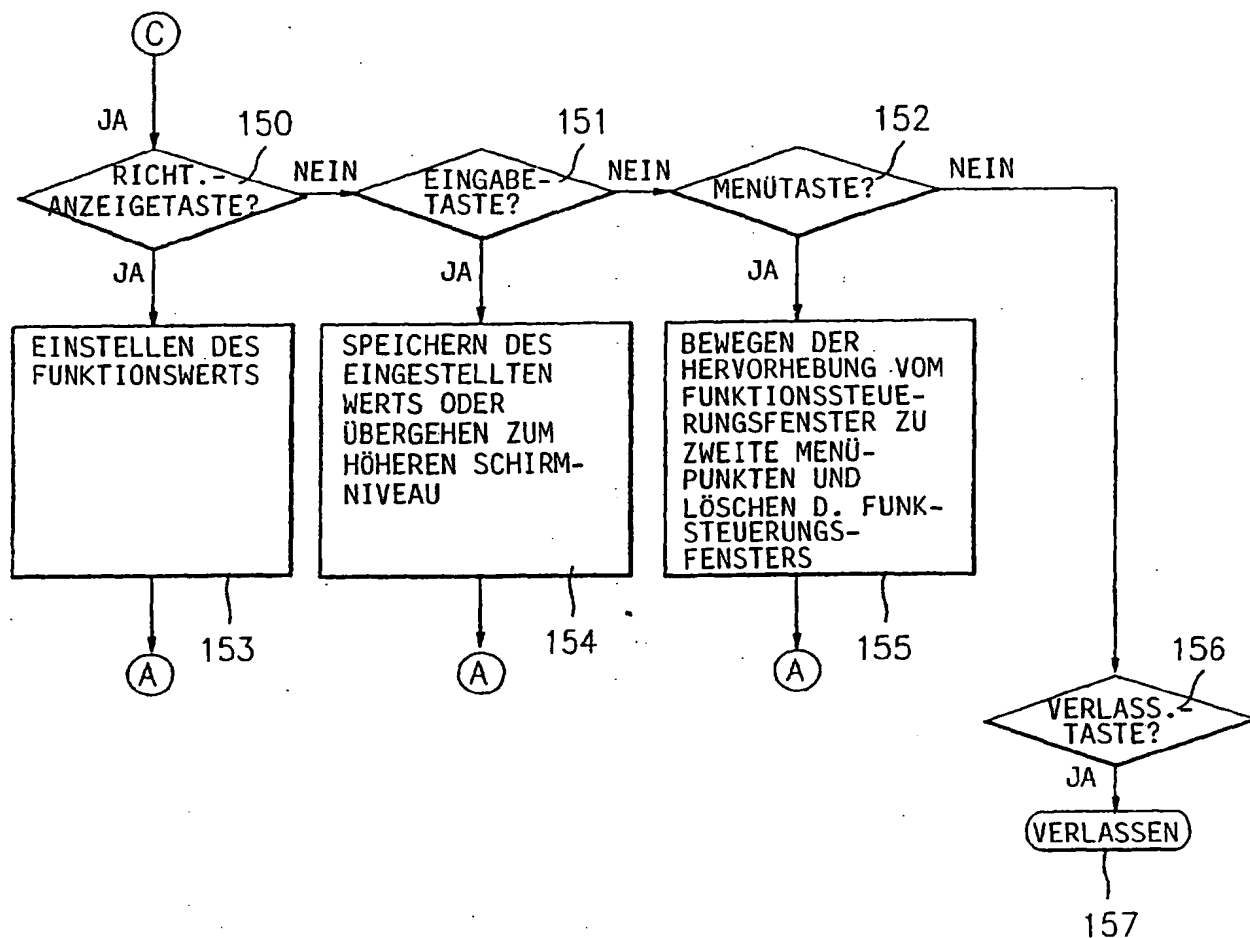 C
JA
150
RICHT.-
ANZEIGETASTE?
NEIN
151
EINGABE-
TASTE?
NEIN
152
MENÜTASTE?
NEIN
JA
JA
JA
EINSTELLEN DES
FUNKTIONSWERTS
153
SPEICHERN DES
EINGESTELLTEN
WERTS ODER
ÜBERGEHEN ZUM
HÖHEREN SCHIRM-
NIVEAU
154
BEWEGEN DER
HERVORHEBUNG VOM
FUNKTIONSSTEUE-
RUNGSFENSTER ZU
ZWEITE MENÜ-
PUNKTEN UND
LÖSCHEN D. FUNK-
STEUERUNGS-
FENSTERS
155
A
A
A
156
VERLASS.-
TASTE?
JA
VERLASSEN
157